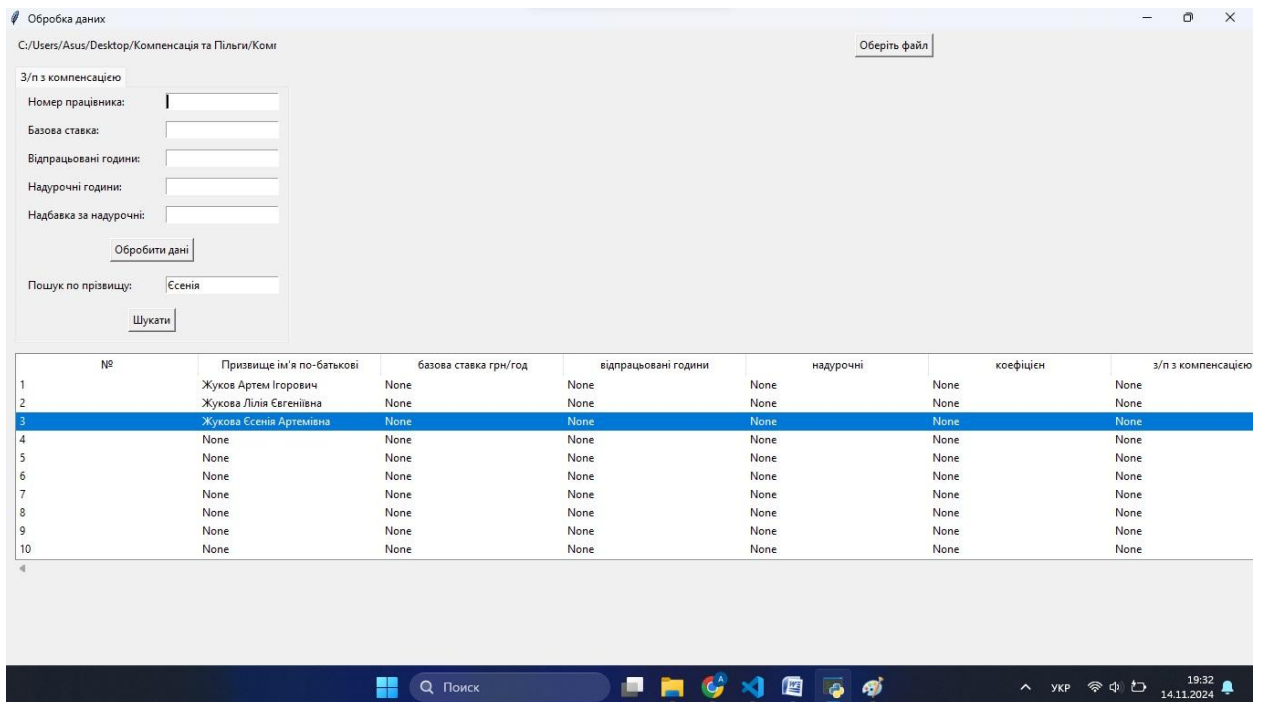 Обробка даних
C:/Users/Asus/Desktop/Компенсація та Пільги/Комп
Оберіть файл
З/п з компенсацією
Номер працівника:
Базова ставка:
Відпрацьовані години:
Надурочні години:
Надбавка за надурочні:
Обробити дані
Пошук по прізвищу: Єсенія
Шукати
№ Призвище ім'я по-батькові базова ставка грн/год відпрацьовані години надурочні коефіцієн з/п з компенсацією
1 Жуков Артем Ігорович None None None None None
2 Жукова Лілія Євгеніївна None None None None None
3 Жукова Єсенія Артемівна None None None None None
4 None None None None None None
5 None None None None None None
6 None None None None None None
7 None None None None None None
8 None None None None None None
9 None None None None None None
10 None None None None None None
Поиск
УКР
19:32
14.11.2024